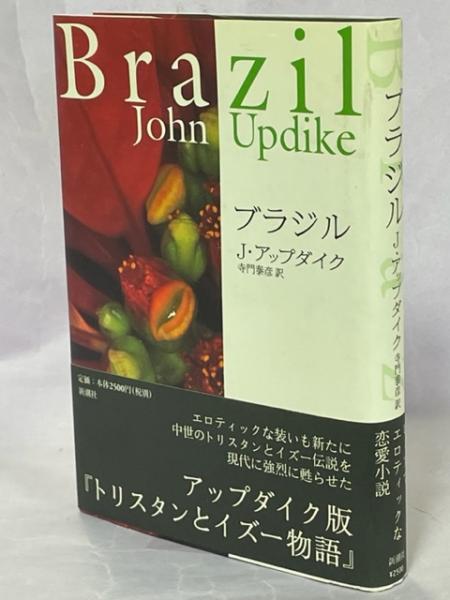 Brazil
John Updike
ブラジル
J・アップダイク
寺門泰彦 訳
定価：本体2500円(税別)
新潮社
エロティックな装いも新たに
中世のトリスタンとイズー伝説を
現代に強烈に甦らせた
アップダイク版
『トリスタンとイズー物語』
ブラジル
J・アップダイク
寺門泰彦訳
エロティックな
恋愛小説
新潮社
¥2500